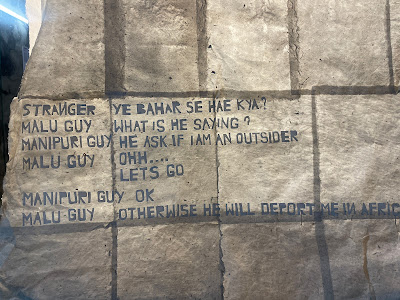 STRANGER YE BAHAR SE HAE KYA?
MALU GUY WHAT IS HE SAYING ?
MANIPURI GUY HE ASK.IF I AM AN OUTSIDER
MALU GUY OHH....
LETS GO
MANIPURI GUY OK
MALU-GUY OTHERWISE HE WILL DEPORT ME IN AFRIC